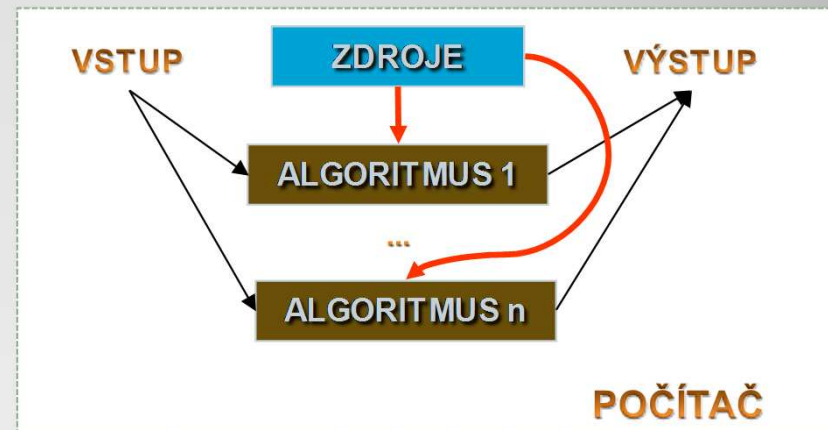 VSTUP
ZDROJE
VÝSTUP
ALGORITMUS 1
...
ALGORITMUS n
POČÍTAČ